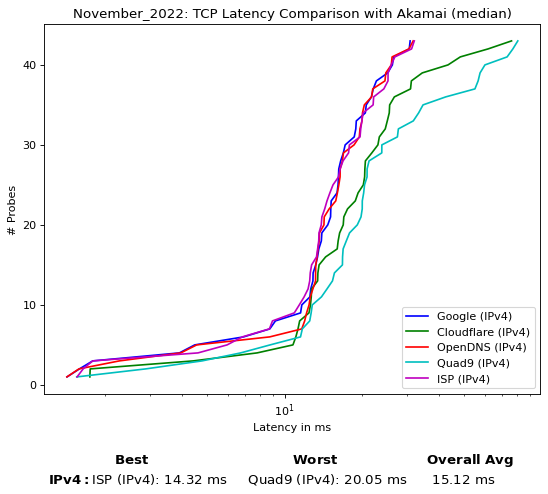 November_2022: TCP Latency Comparison with Akamai (median)
# Probes
40
30
20
10
0
Google (IPv4)
Cloudflare (IPv4)
OpenDNS (IPv4)
Quad9 (IPv4)
ISP (IPv4)
10¹
Latency in ms
Best Worst Overall Avg
IPv4: ISP (IPv4): 14.32 ms Quad9 (IPv4): 20.05 ms 15.12 ms